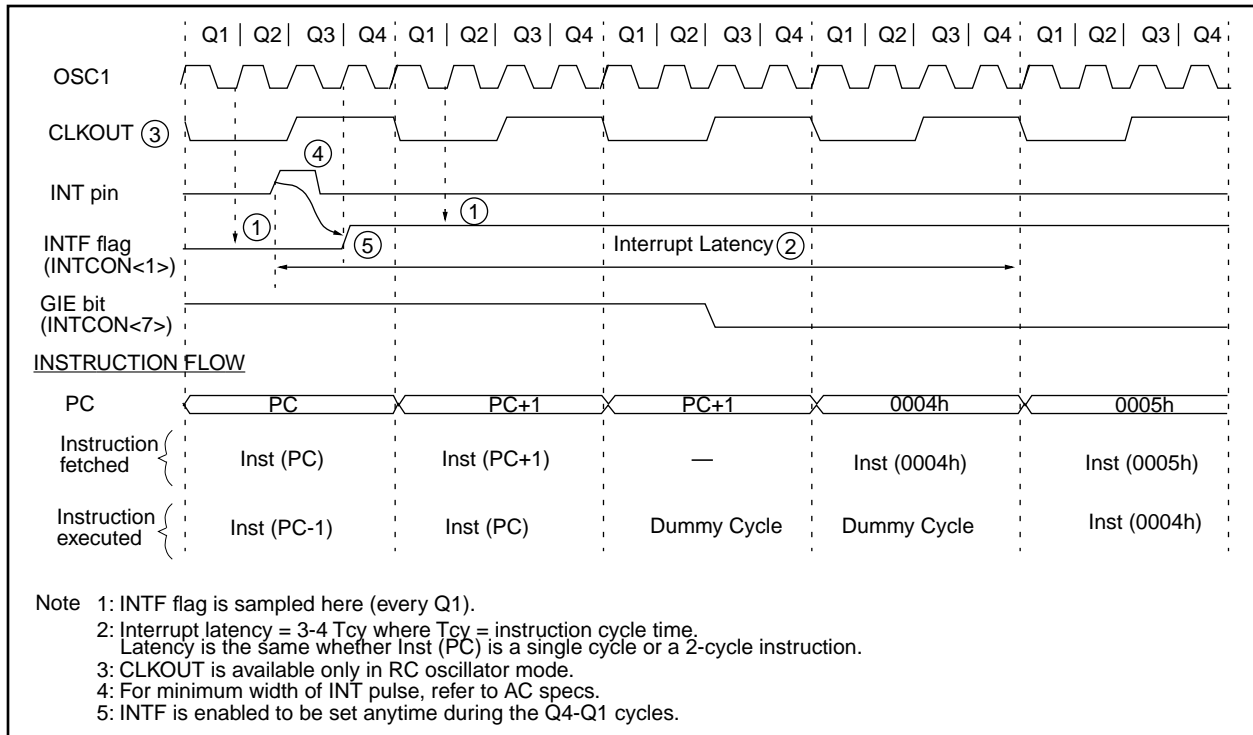 Q1 | Q2 | Q3 | Q4 Q1 | Q2 | Q3 | Q4 Q1 | Q2 | Q3 | Q4 Q1 | Q2 | Q3 | Q4 Q1 | Q2 | Q3 | Q4
OSC1
CLKOUT ③
④
INT pin
① ①
INTF flag
(INTCON<1>)
⑤
Interrupt Latency ②
GIE bit
(INTCON<7>)
INSTRUCTION FLOW
PC PC PC+1 PC+1 0004h 0005h
Instruction
fetched
Inst (PC) Inst (PC+1) — Inst (0004h) Inst (0005h)
Instruction
executed
Inst (PC-1) Inst (PC) Dummy Cycle Dummy Cycle Inst (0004h)
Note 1: INTF flag is sampled here (every Q1).
2: Interrupt latency = 3-4 Tcy where Tcy = instruction cycle time.
Latency is the same whether Inst (PC) is a single cycle or a 2-cycle instruction.
3: CLKOUT is available only in RC oscillator mode.
4: For minimum width of INT pulse, refer to AC specs.
5: INTF is enabled to be set anytime during the Q4-Q1 cycles.